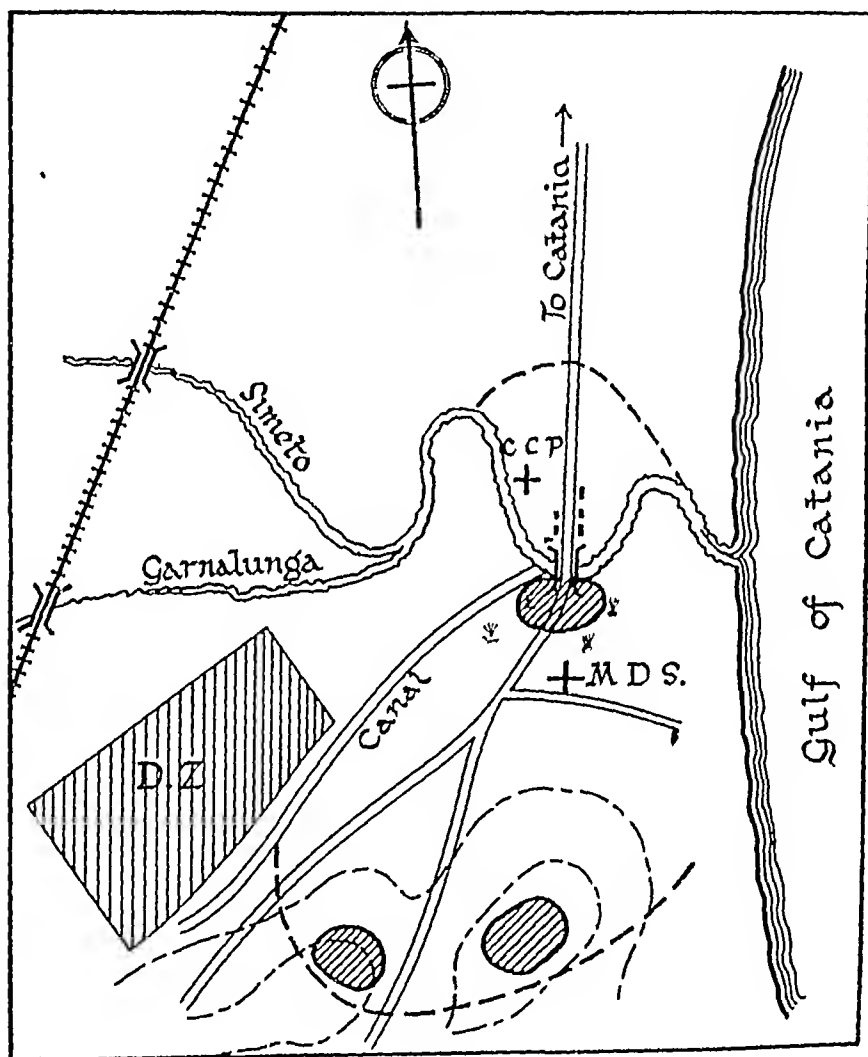 To Catania
Simeto
C C P
Garnalunga
Gulf of Catania
M D S.
Canal
D.Z